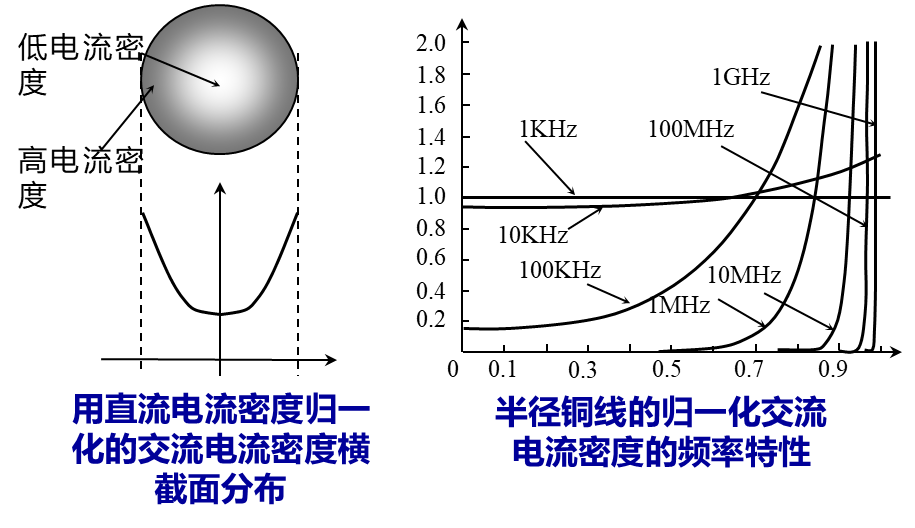 低电流密
度
高电流密
度
用直流电流密度归一
化的交流电流密度横
截面分布
2.0
1.8
1.6
1.4
1.2
1.0
0.8
0.6
0.4
0.2
0
0.1
0.3
0.5
0.7
0.9
1KHz
100MHz
1GHz
10KHz
100KHz
1MHz
10MHz
半径铜线的归一化交流
电流密度的频率特性